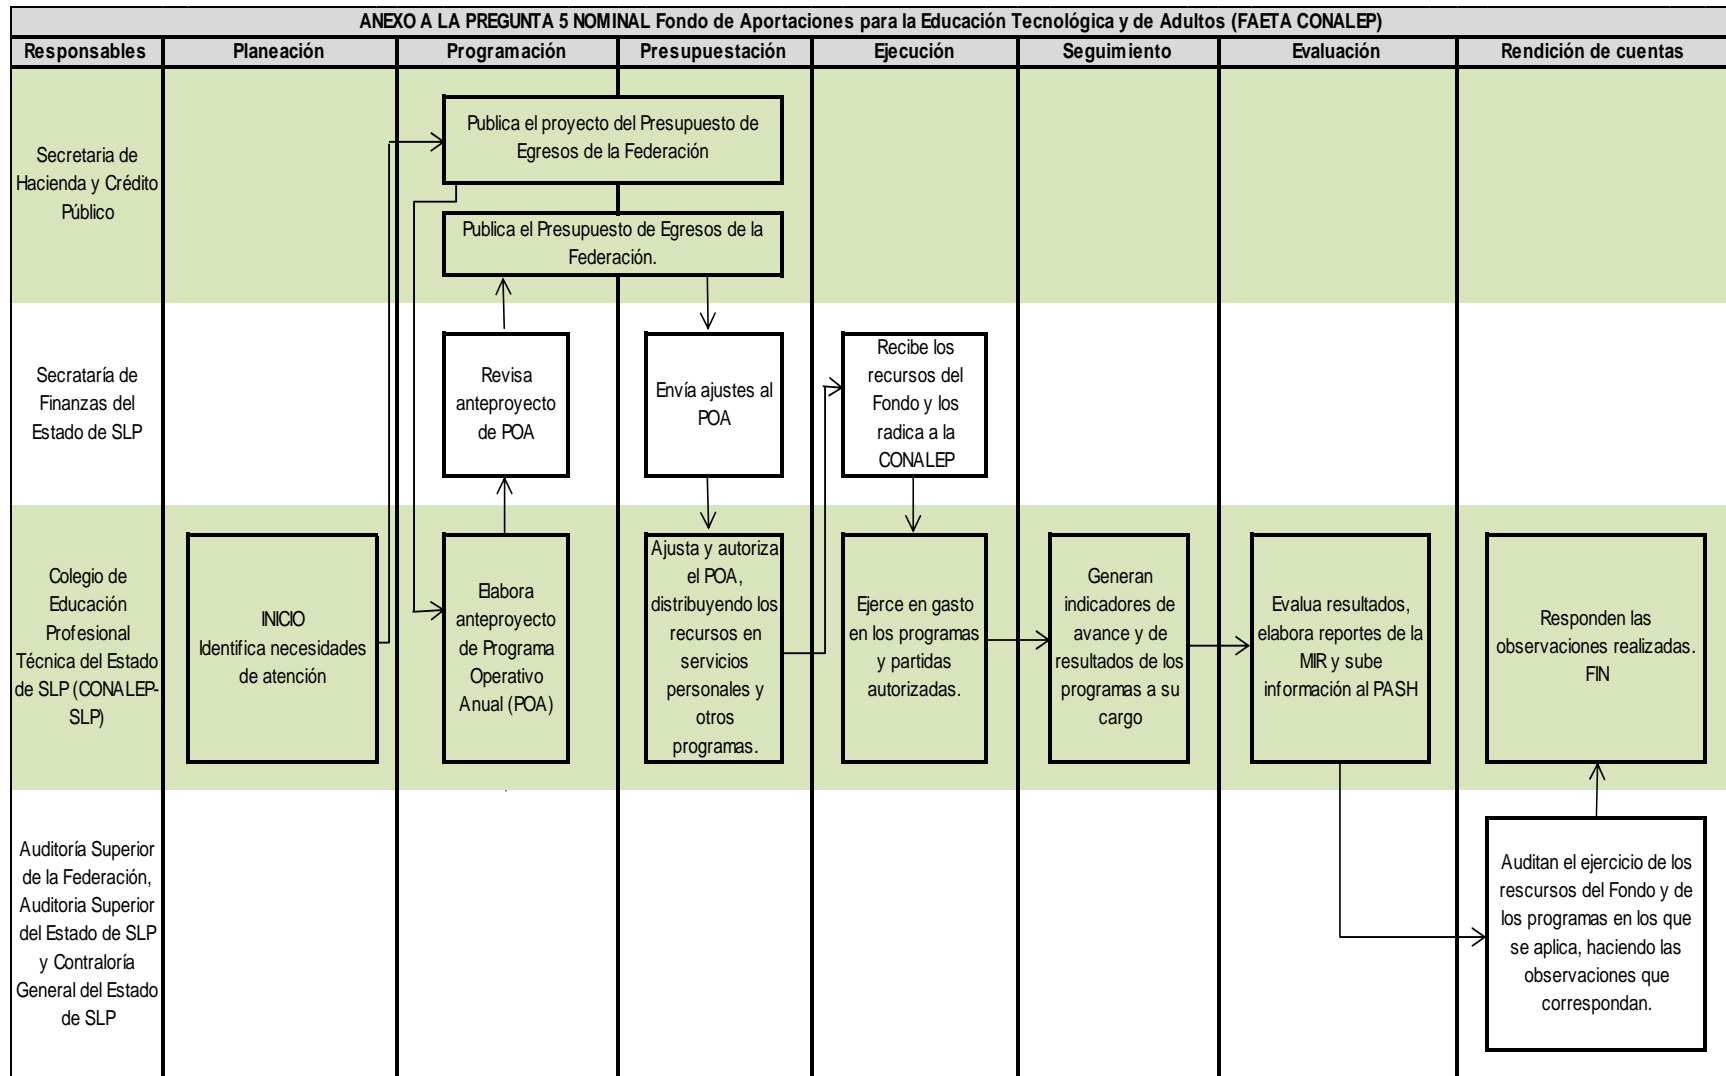 ANEXO A LA PREGUNTA 5 NOMINAL Fondo de Aportaciones para la Educación Tecnológica y de Adultos (FAETA CONALEP)
Responsables
Planeación
Programación
Presupuestación
Ejecución
Seguimiento
Evaluación
Rendición de cuentas
Secretaria de
Hacienda y Crédito
Público
Publica el proyecto del Presupuesto de
Egresos de la Federación
Publica el Presupuesto de Egresos de la
Federación.
Secrataría de
Finanzas del
Estado de SLP
Revisa
anteproyecto
de POA
Envía ajustes al
POA
Recibe los
recursos del
Fondo y los
radica a la
CONALEP
Colegio de
Educación
Profesional
Técnica del Estado
de SLP (CONALEP-
SLP)
INICIO
Identifica necesidades
de atención
Elabora
anteproyecto
de Programa
Operativo
Anual (POA)
Ajusta y autoriza
el POA,
distribuyendo los
recursos en
servicios
personales y
otros
programas.
Ejerce en gasto
en los programas
y partidas
autorizadas.
Generan
indicadores de
avance y de
resultados de los
programas a su
cargo
Evalua resultados,
elabora reportes de la
MIR y sube
información al PASH
Responden las
observaciones realizadas.
FIN
Auditoría Superior
de la Federación,
Auditoria Superior
del Estado de SLP
y Contraloría
General del Estado
de SLP
Auditan el ejercicio de los
rescursos del Fondo y de
los programas en los que
se aplica, haciendo las
observaciones que
correspondan.